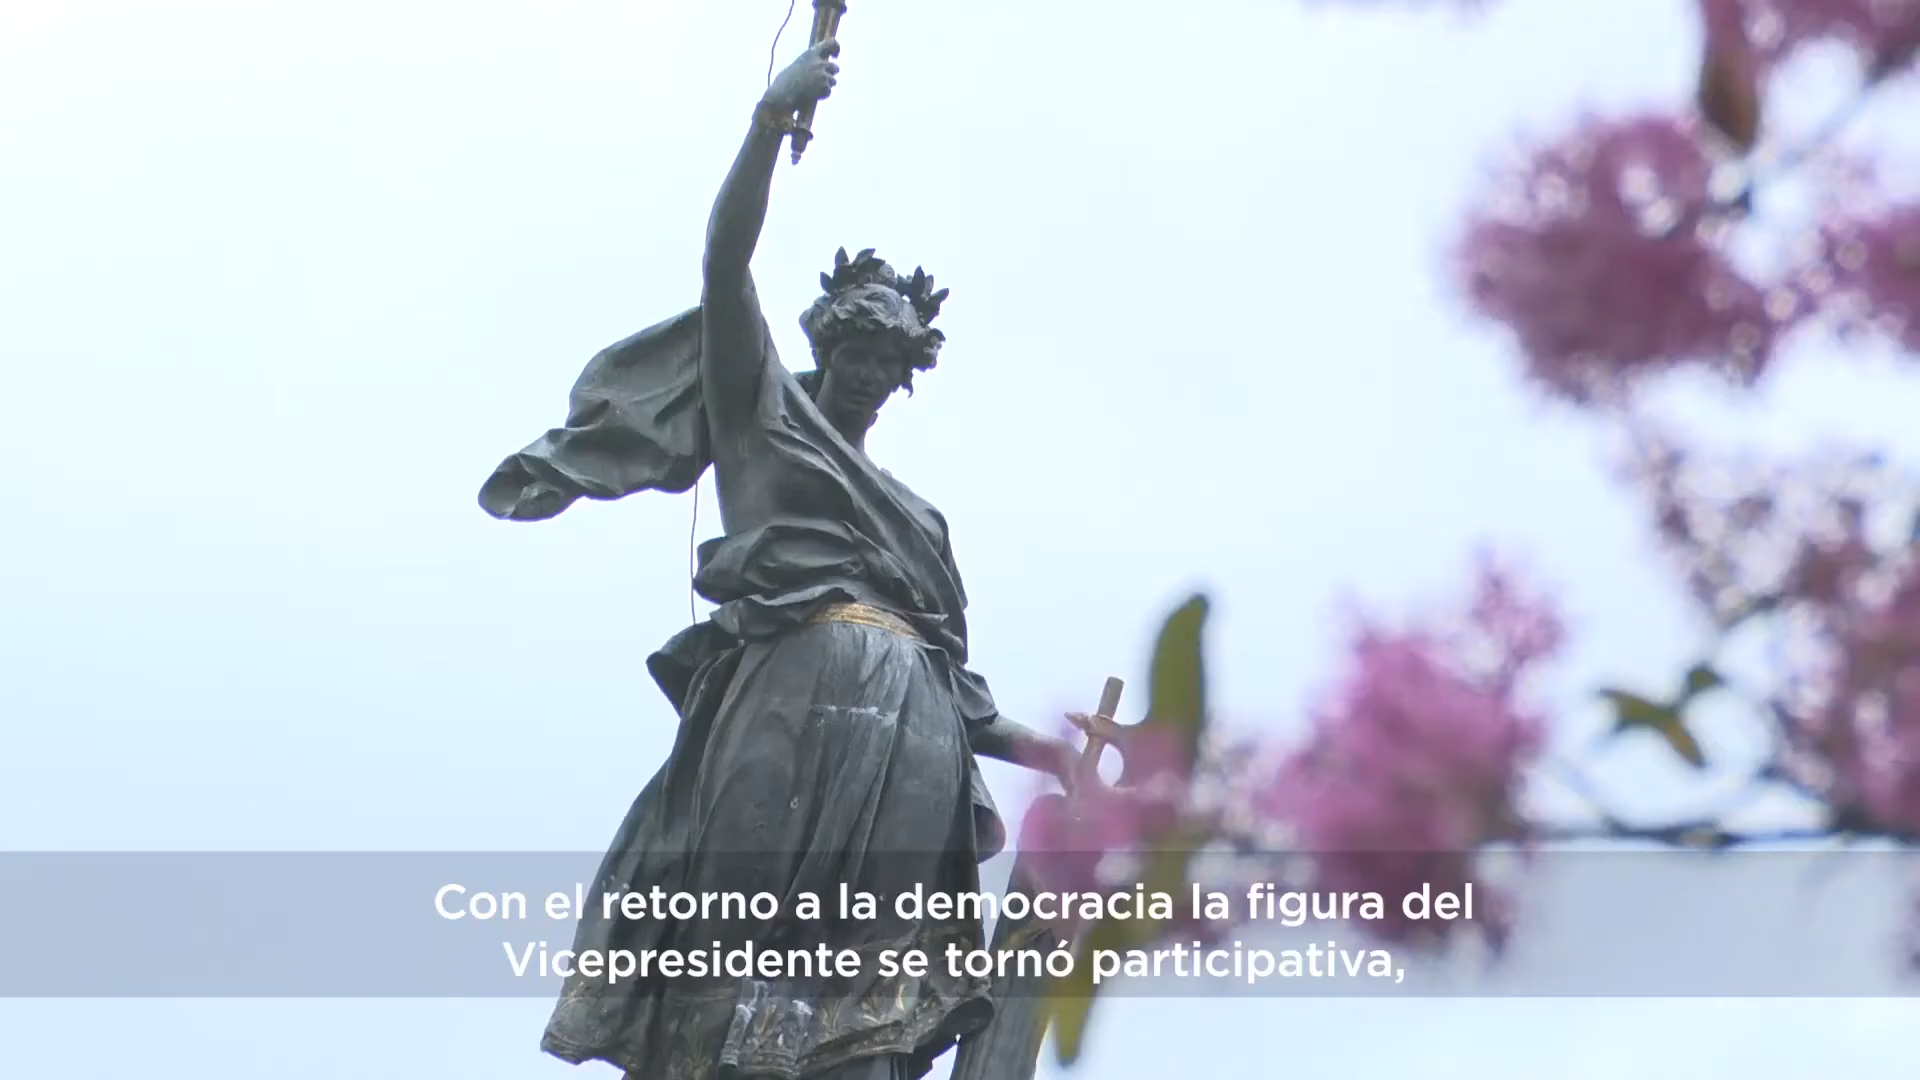 Con el retorno a la democracia la figura del
Vicepresidente se tornó participativa,